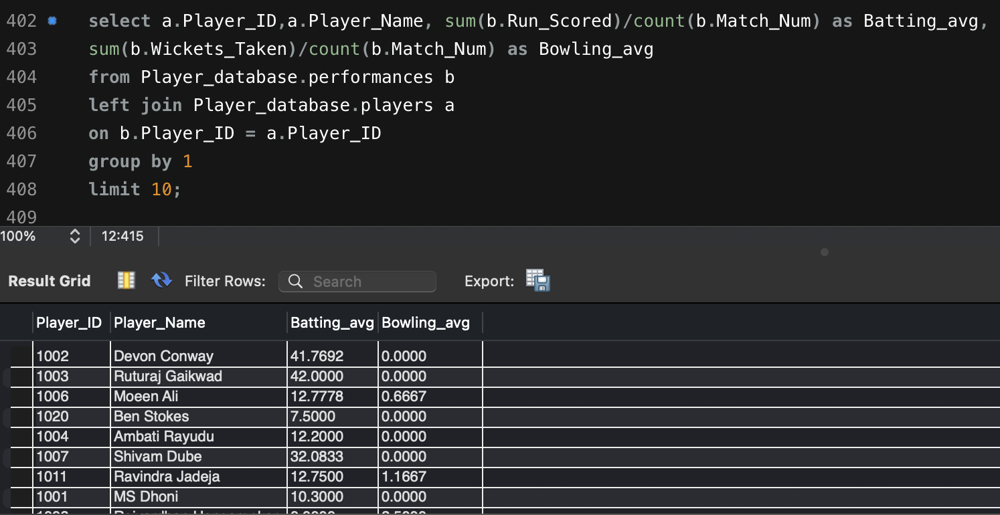 402 select a.Player_ID,a.Player_Name, sum(b.Run_Scored)/count(b.Match_Num) as Batting_avg,
403 sum(b.Wickets_Taken)/count(b.Match_Num) as Bowling_avg
404 from Player_database.performances b
405 left join Player_database.players a
406 on b.Player_ID = a.Player_ID
407 group by 1
408 limit 10;
409
100% 12:415
Result Grid Filter Rows: Search Export:
Player_ID Player_Name Batting_avg Bowling_avg
1002 Devon Conway 41.7692 0.0000
1003 Ruturaj Gaikwad 42.0000 0.0000
1006 Moeen Ali 12.7778 0.6667
1020 Ben Stokes 7.5000 0.0000
1004 Ambati Rayudu 12.2000 0.0000
1007 Shivam Dube 32.0833 0.0000
1011 Ravindra Jadeja 12.7500 1.1667
1001 MS Dhoni 10.3000 0.0000